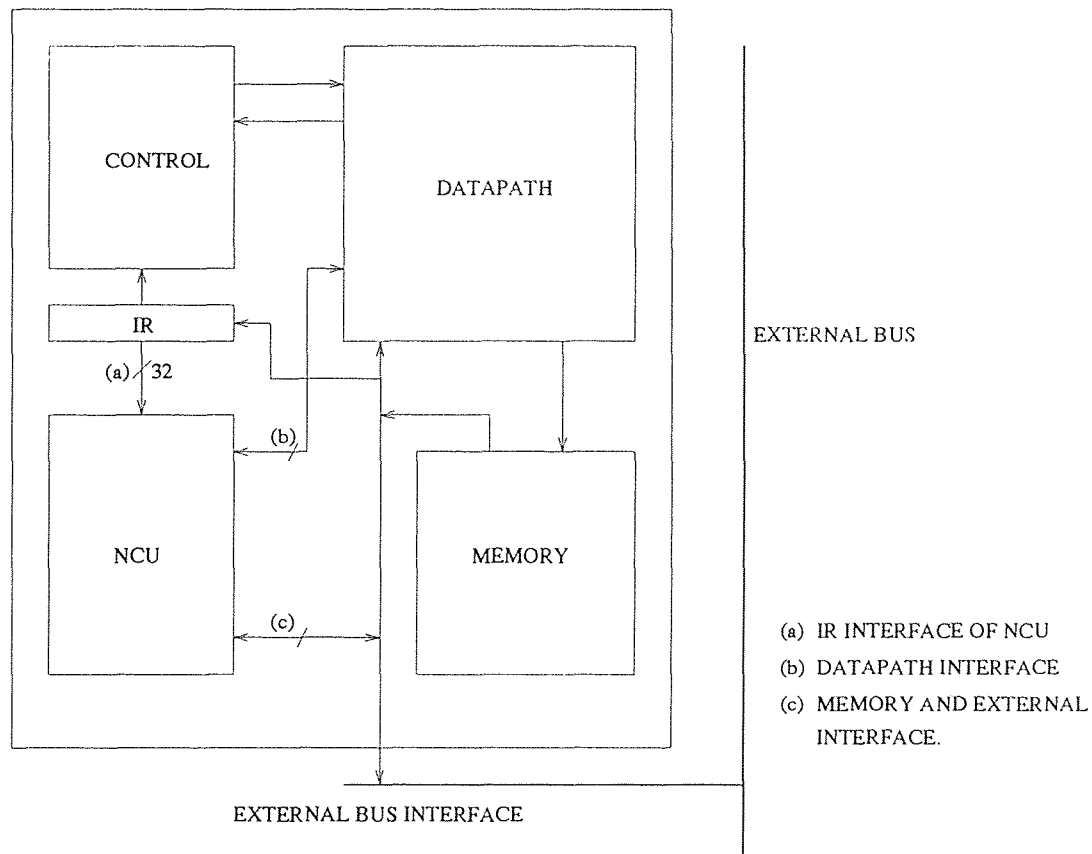 CONTROL
DATAPATH
IR
EXTERNAL BUS
(a) 32
(b)
NCU
MEMORY
(c)
(a) IR INTERFACE OF NCU
(b) DATAPATH INTERFACE
(c) MEMORY AND EXTERNAL
INTERFACE.
EXTERNAL BUS INTERFACE